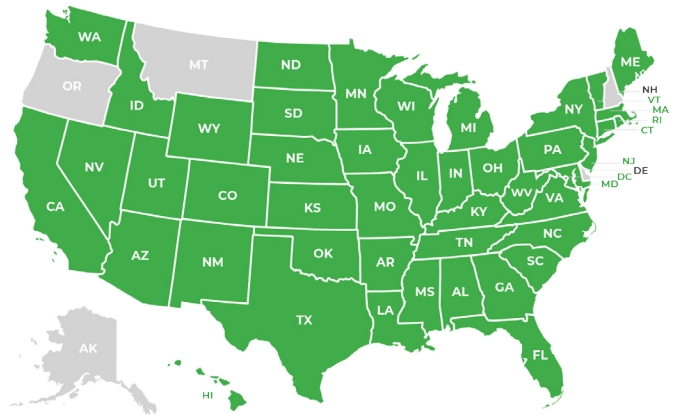 WA
MT
ND
ME
OR
MN
NH
VT
ID
SD
WI
MI
NY
MA
RI
CT
WY
NE
IA
PA
NV
IL
IN
OH
NJ
DE
UT
CO
DC
MD
CA
KS
MO
WV
VA
KY
NC
AZ
NM
OK
AR
TN
SC
MS
AL
GA
TX
LA
AK
FL
HI